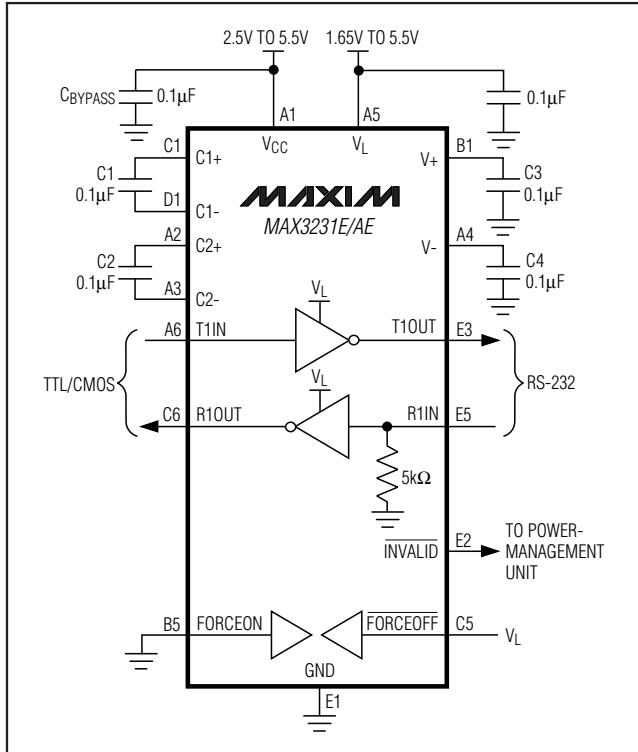 2.5V TO 5.5V
1.65V TO 5.5V
CBYPASS
0.1µF
0.1µF
A1
A5
VCC
VL
C1
C1+
V+
B1
C1
0.1µF
C3
0.1µF
D1
C1-
MAXIM
MAX3231E/AE
A2
C2+
V-
A4
C2
0.1µF
C4
0.1µF
A3
C2-
VL
A6
T1IN
T1OUT
E3
TTL/CMOS
RS-232
VL
C6
R1OUT
R1IN
E5
5kΩ
INVALID
E2
TO POWER-
MANAGEMENT
UNIT
B5
FORCEON
FORCEOFF
C5
VL
GND
E1